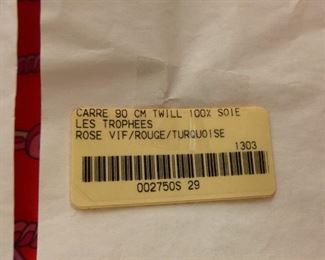 CARRE 90 CM TWILL 100% SOIE
LES TROPHEES
ROSE VIF/ROUGE/TURQUOISE
1303
002750S 29